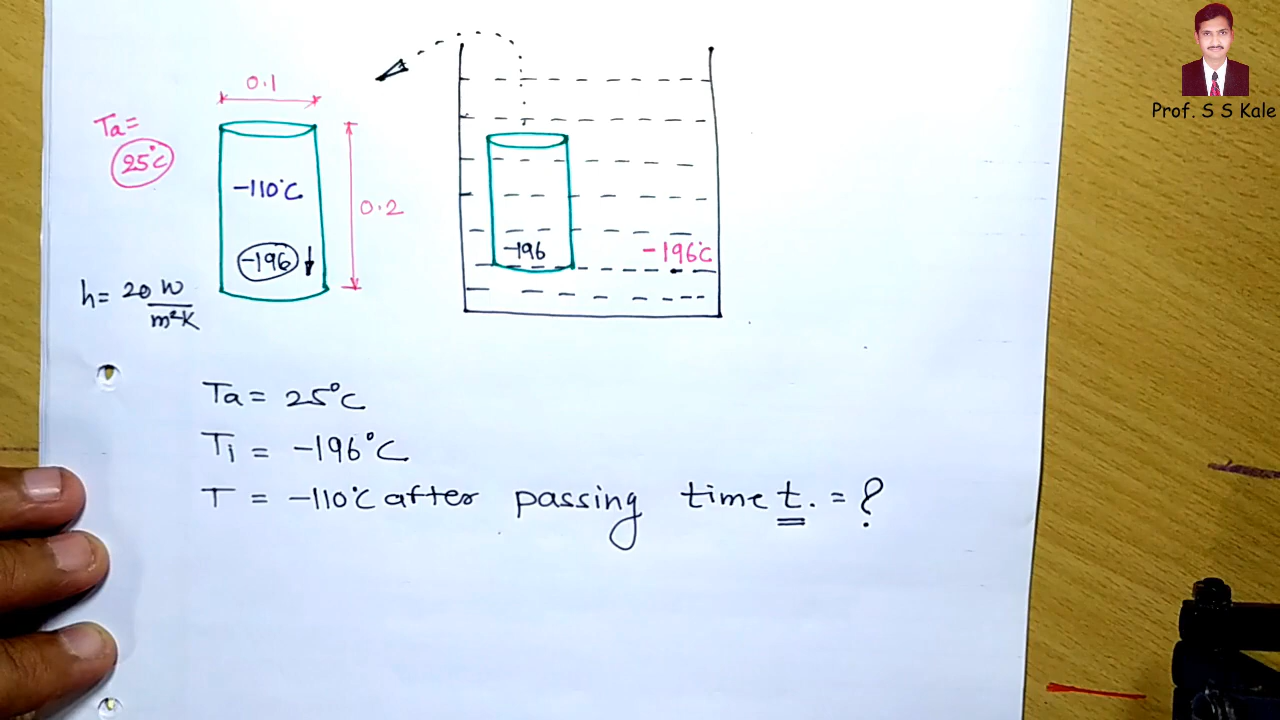 Prof. S S Kale
0.1
Ta=
25°C
-110°C
-196
0.2
h= 20 W
m²K
-196
-196°C
Ta = 25°C
Ti = -196°C
T = -110°C after passing time t. = ?